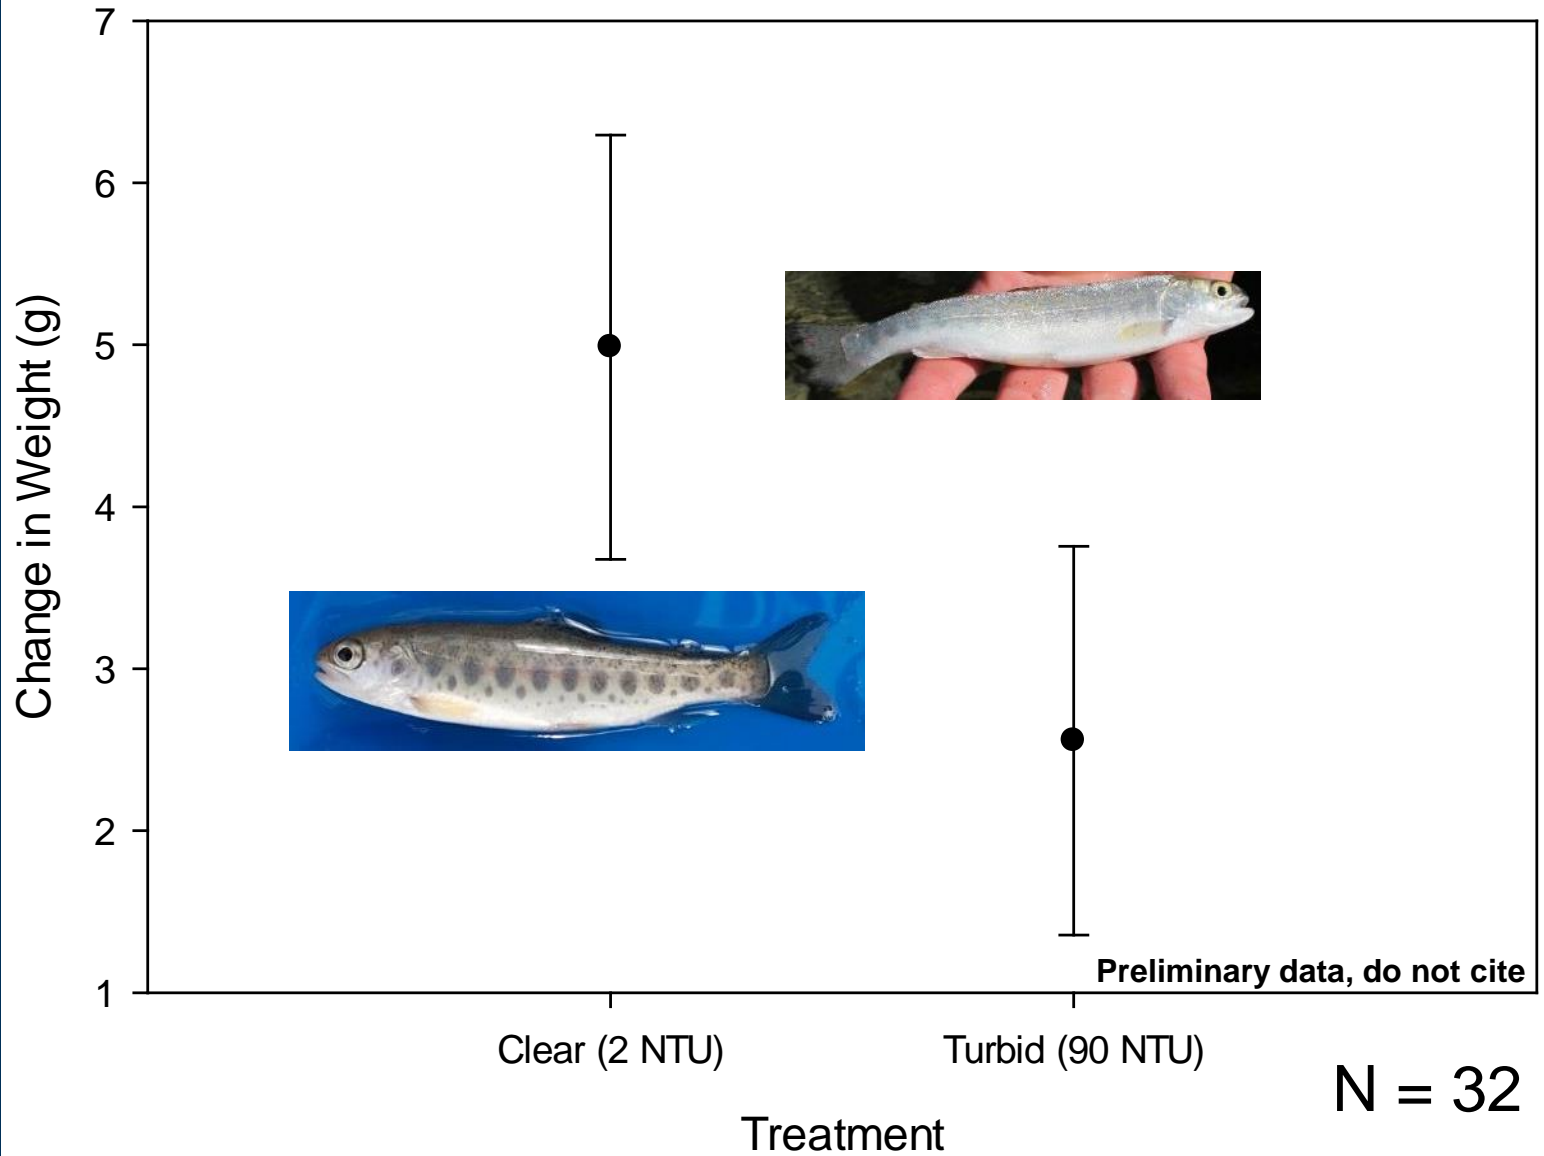 7
6
5
4
3
2
1
Change in Weight (g)
Preliminary data, do not cite
Clear (2 NTU)
Turbid (90 NTU)
N = 32
Treatment